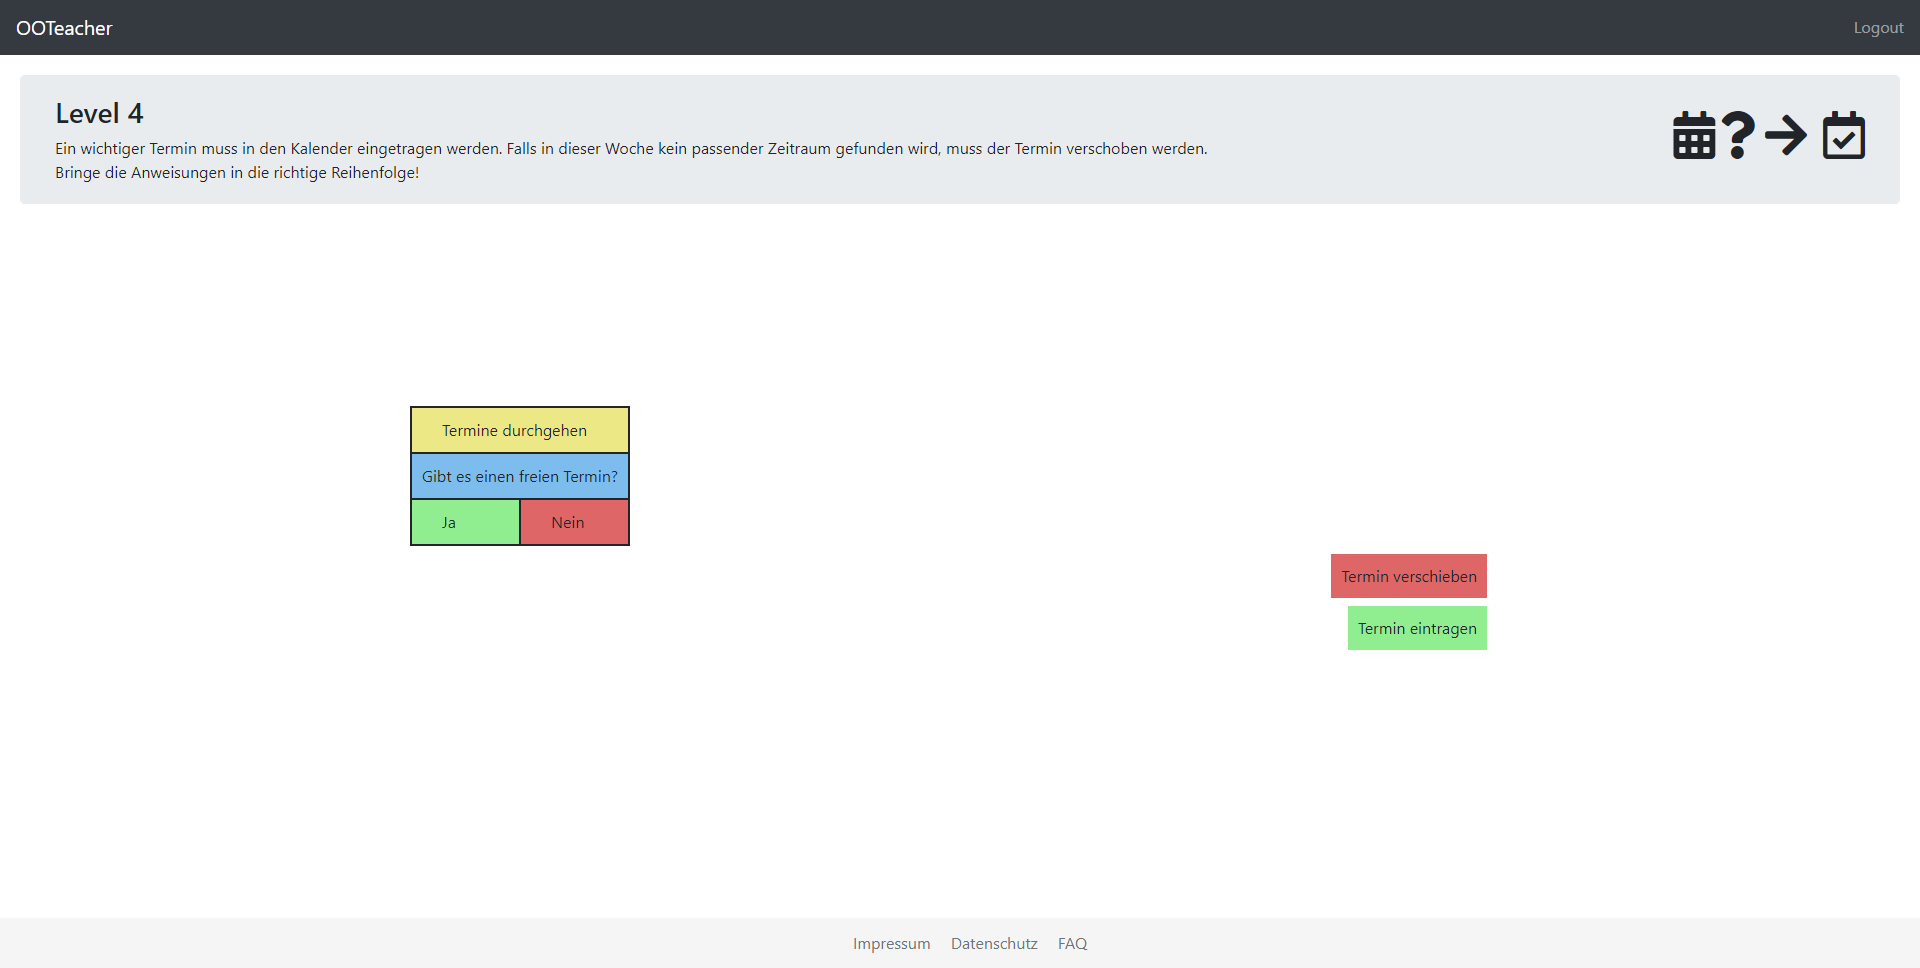 OOTeacher
Logout
Level 4
Ein wichtiger Termin muss in den Kalender eingetragen werden. Falls in dieser Woche kein passender Zeitraum gefunden wird, muss der Termin verschoben werden.
Bringe die Anweisungen in die richtige Reihenfolge!
Termine durchgehen
Gibt es einen freien Termin?
Ja
Nein
Termin verschieben
Termin eintragen
Impressum
Datenschutz
FAQ